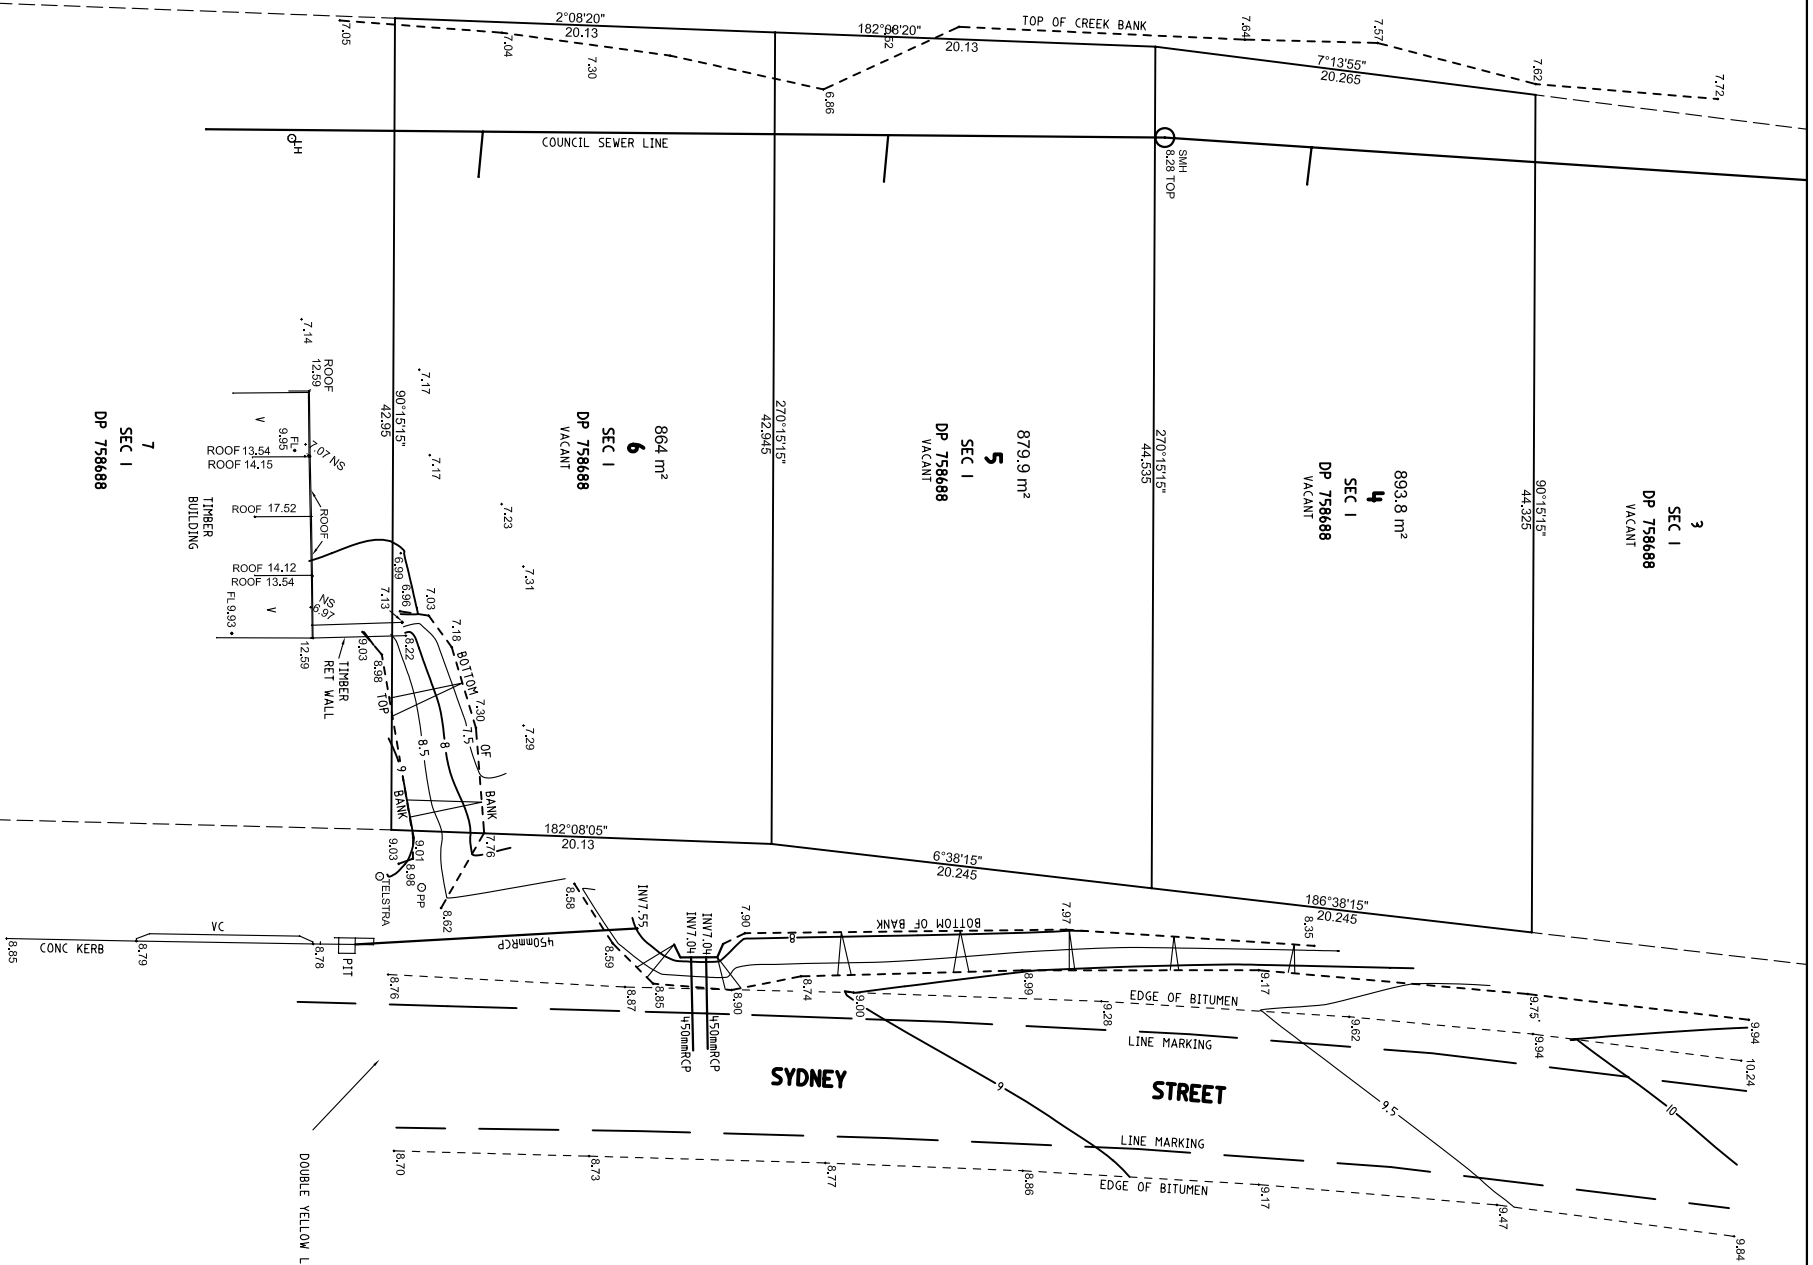 2°08'20"
20.13
182°08'20"
20.13
TOP OF CREEK BANK
7°13'55"
20.265
7.05
7.04
7.30
6.86
7.64
7.57
7.62
7.72
COUNCIL SEWER LINE
LH
SMH
8.28 TOP
7
SEC I
DP 758688
90°15'15"
42.95
864 m²
6
SEC I
DP 758688
VACANT
270°15'15"
42.945
879.9 m²
5
SEC I
DP 758688
VACANT
270°15'15"
44.535
893.8 m²
4
SEC I
DP 758688
VACANT
90°15'15"
44.325
3
SEC I
DP 758688
VACANT
7.14
ROOF
12.59
V
FL
9.95
7.07 NS
ROOF 13.54
ROOF 14.15
ROOF 17.52
ROOF
TIMBER
BUILDING
ROOF 14.12
ROOF 13.54
FL 9.93
V
NS
6.97
12.59
TIMBER
RET WALL
7.17
7.17
7.23
7.31
7.29
6.99
6.96
7.13
7.03
7.18
8.22
9.03
8.98
TOP
BANK
BOTTOM
OF
BANK
7.30
7.5
8
8.5
9
7.76
9.03
9.01
8.98
PP
TELSTRA
8.62
182°08'05"
20.13
6°38'15"
20.245
186°38'15"
20.245
8.58
8.59
INV7.55
INV7.04
INV7.04
7.90
8
BOTTOM OF BANK
7.97
8.35
8.85
CONC KERB
8.79
VC
8.78
PIT
450mmRCP
8.76
8.87
8.85
8.90
8.74
9.00
8.99
9.17
9.28
EDGE OF BITUMEN
LINE MARKING
9.62
9.75
9.94
9.94
10.24
450mmRCP
450mmRCP
SYDNEY
STREET
9
9.5
10
LINE MARKING
EDGE OF BITUMEN
8.70
8.73
8.77
8.86
9.17
9.47
9.84
DOUBLE YELLOW L